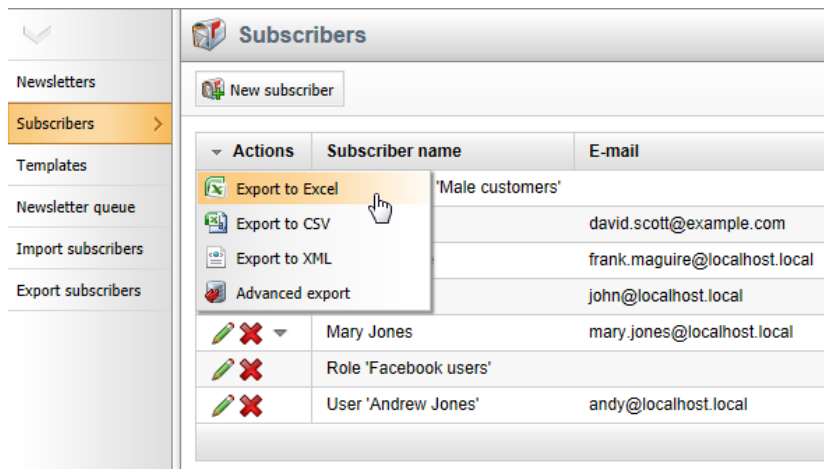 Subscribers
New subscriber
Newsletters
Subscribers
Templates
Newsletter queue
Import subscribers
Export subscribers
Actions Subscriber name E-mail
Export to Excel 'Male customers'
Export to CSV david.scott@example.com
Export to XML frank.maguire@localhost.local
Advanced export john@localhost.local
Mary Jones mary.jones@localhost.local
Role 'Facebook users'
User 'Andrew Jones' andy@localhost.local